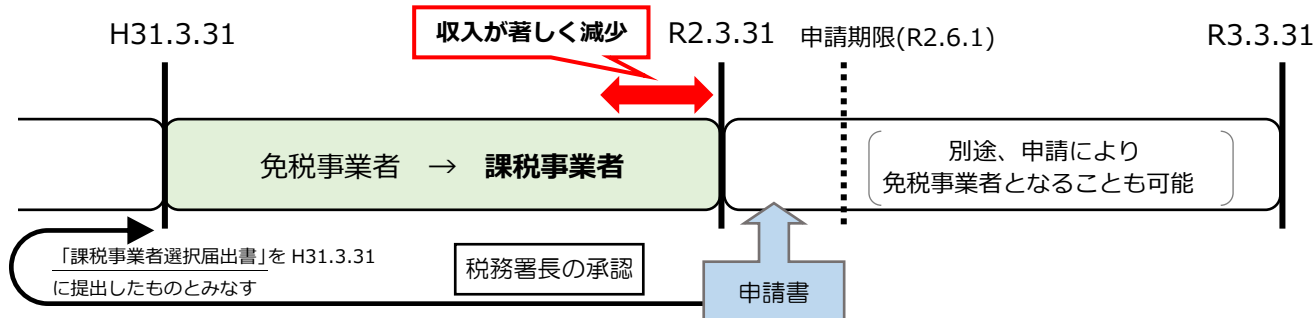 H31.3.31
収入が著しく減少
R2.3.31
申請期限(R2.6.1)
R3.3.31
免税事業者 → 課税事業者
別途、申請により
免税事業者となることも可能
「課税事業者選択届出書」を H31.3.31
に提出したものとみなす
税務署長の承認
申請書